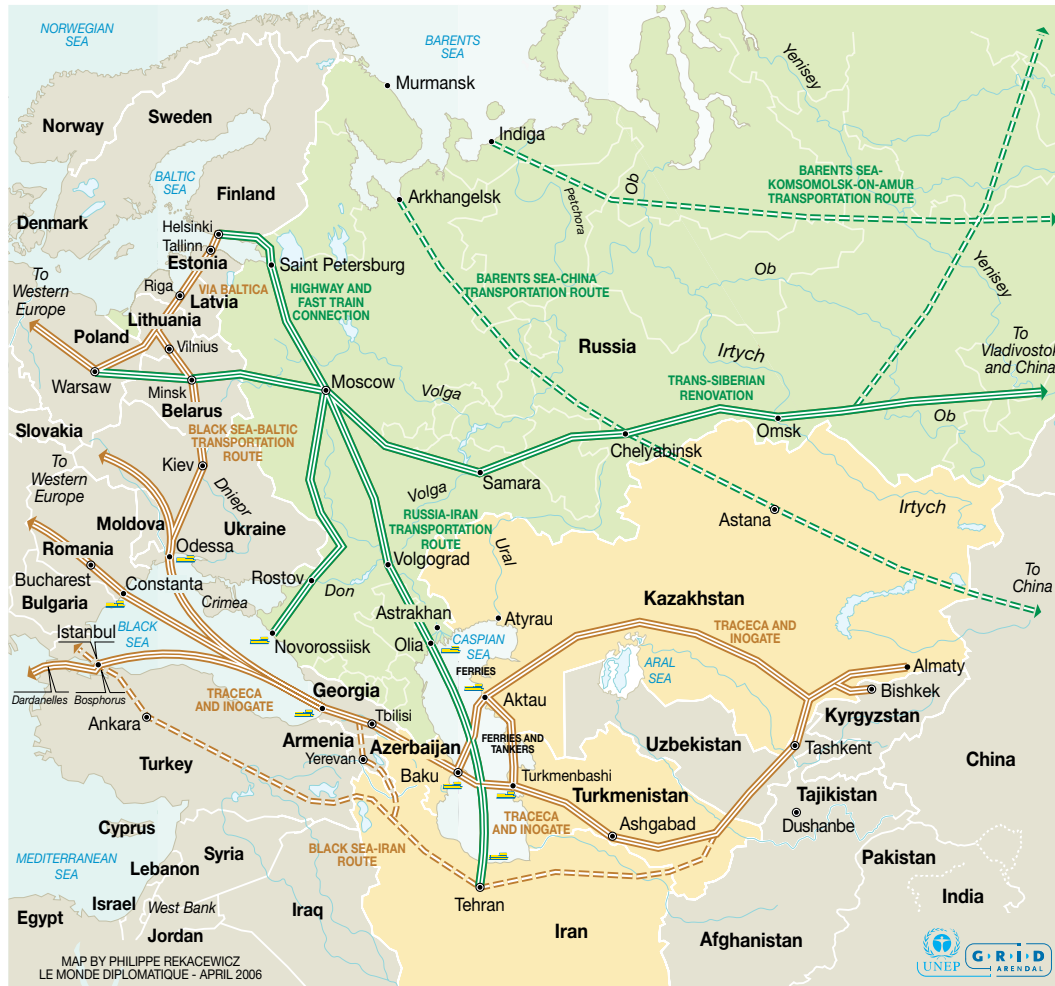 NORWEGIAN
SEA
BARENTS
SEA
Murmansk
Yenisey
Norway
Sweden
Indiga
BARENTS SEA-
KOMSOMOLSK-ON-AMUR
TRANSPORTATION ROUTE
Ob
Petchora
BALTIC
SEA
Finland
Arkhangelsk
Denmark
Helsinki
Tallinn
Estonia
Saint Petersburg
BARENTS SEA-CHINA
TRANSPORTATION ROUTE
Ob
Yenisey
To
Western
Europe
Riga
Latvia
VIA BALTICA
HIGHWAY AND
FAST TRAIN
CONNECTION
Lithuania
Poland
Vilnius
Russia
Irtych
To
Vladivostok
and China
Warsaw
Minsk
Moscow
Volga
TRANS-SIBERIAN
RENOVATION
Belarus
Ob
Slovakia
BLACK SEA-BALTIC
TRANSPORTATION
ROUTE
Omsk
Chelyabinsk
To
Western
Europe
Kiev
Dniepr
Volga
Samara
Irtych
Moldova
Ukraine
RUSSIA-IRAN
TRANSPORTATION
ROUTE
Ural
Astana
Romania
Odessa
Volgograd
To
China
Bucharest
Constanta
Rostov
Don
Bulgaria
Crimea
Astrakhan
Atyrau
Kazakhstan
Istanbul
BLACK
SEA
Novorossiisk
Olia
CASPIAN
SEA
TRACECA AND
INOGATE
FERRIES
ARAL
SEA
Almaty
Dardanelles
Bosphorus
TRACECA
AND INOGATE
Georgia
Aktau
Bishkek
Ankara
Tbilisi
Kyrgyzstan
Armenia
Azerbaijan
FERRIES AND
TANKERS
Uzbekistan
Tashkent
Turkey
Yerevan
Baku
Turkmenbashi
China
Turkmenistan
Tajikistan
Cyprus
TRACECA
AND INOGATE
Ashgabad
Dushanbe
MEDITERRANEAN
SEA
Syria
BLACK SEA-IRAN
ROUTE
Pakistan
Lebanon
Israel
West Bank
Iraq
Tehran
India
Egypt
Jordan
Iran
Afghanistan
MAP BY PHILIPPE REKACEWICZ
LE MONDE DIPLOMATIQUE - APRIL 2006
UNEP
G R I D
ARENDAL